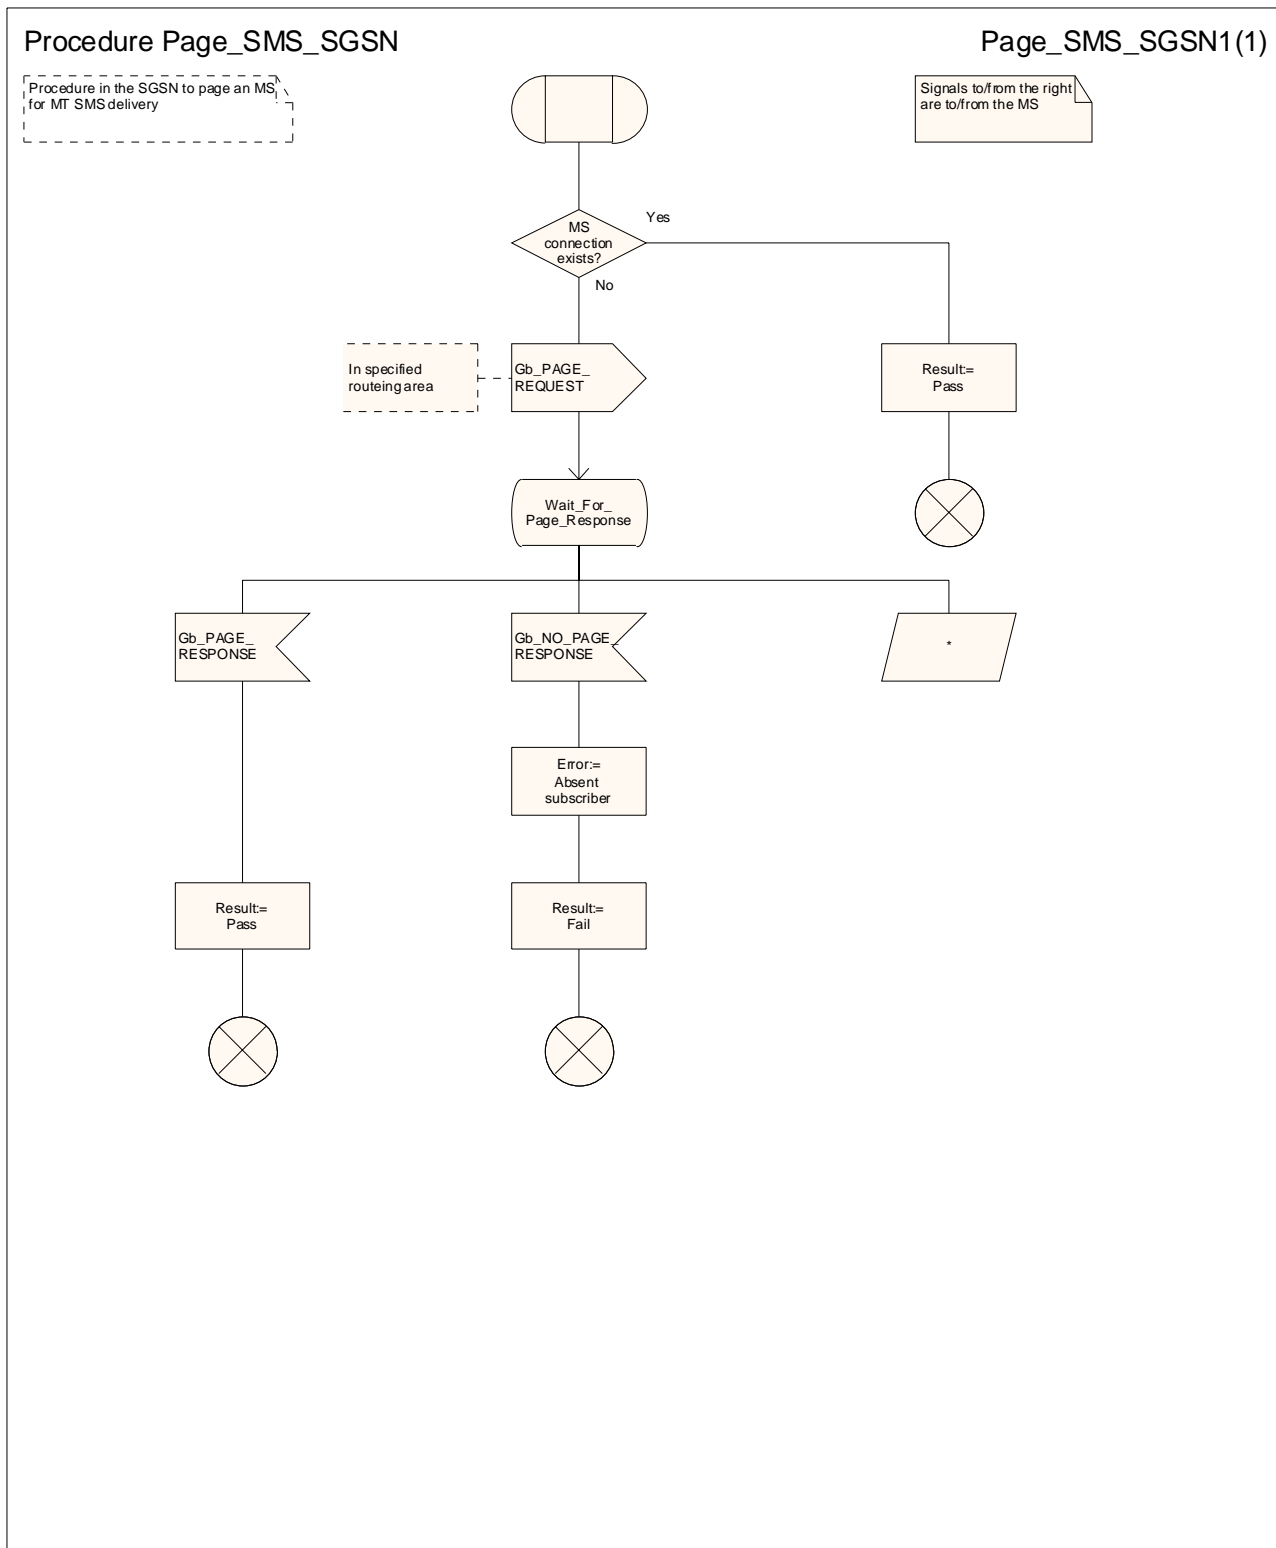 Procedure Page_SMS_SGSN
Page_SMS_SGSN1(1)
Procedure in the SGSN to page an MS
for MT SMS delivery
Signals to/from the right
are to/from the MS
MS
connection
exists?
Yes
No
In specified
routeing area
Gb_PAGE_
REQUEST
Result:=
Pass
Wait_For_
Page_Response
Gb_PAGE_
RESPONSE
Gb_NO_PAGE_
RESPONSE
*
Error:=
Absent
subscriber
Result:=
Pass
Result:=
Fail